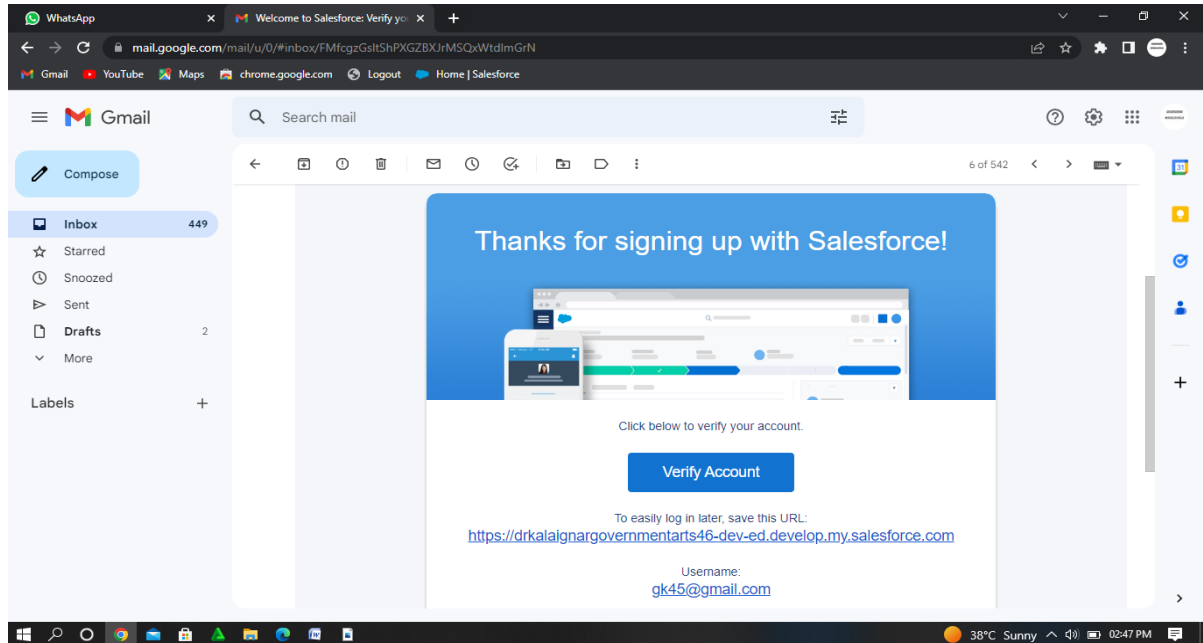 WhatsApp
Welcome to Salesforce: Verify yo
mail.google.com/mail/u/0/#inbox/FMfcgzGsltShPXGZBXJrMSQxWtdlmGrN
Gmail YouTube Maps chrome.google.com Logout Home | Salesforce
Gmail
Search mail
Compose
6 of 542
31
Inbox 449
Starred
Snoozed
Sent
Drafts 2
More
Labels
Thanks for signing up with Salesforce!
Click below to verify your account.
Verify Account
To easily log in later, save this URL:
https://drkalaignargovernmentarts46-dev-ed.develop.my.salesforce.com
Username:
gk45@gmail.com
38°C Sunny 02:47 PM